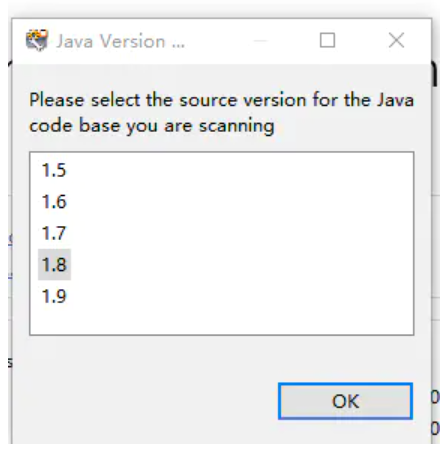 Java Version ...
Please select the source version for the Java
code base you are scanning
1.5
1.6
1.7
1.8
1.9
OK